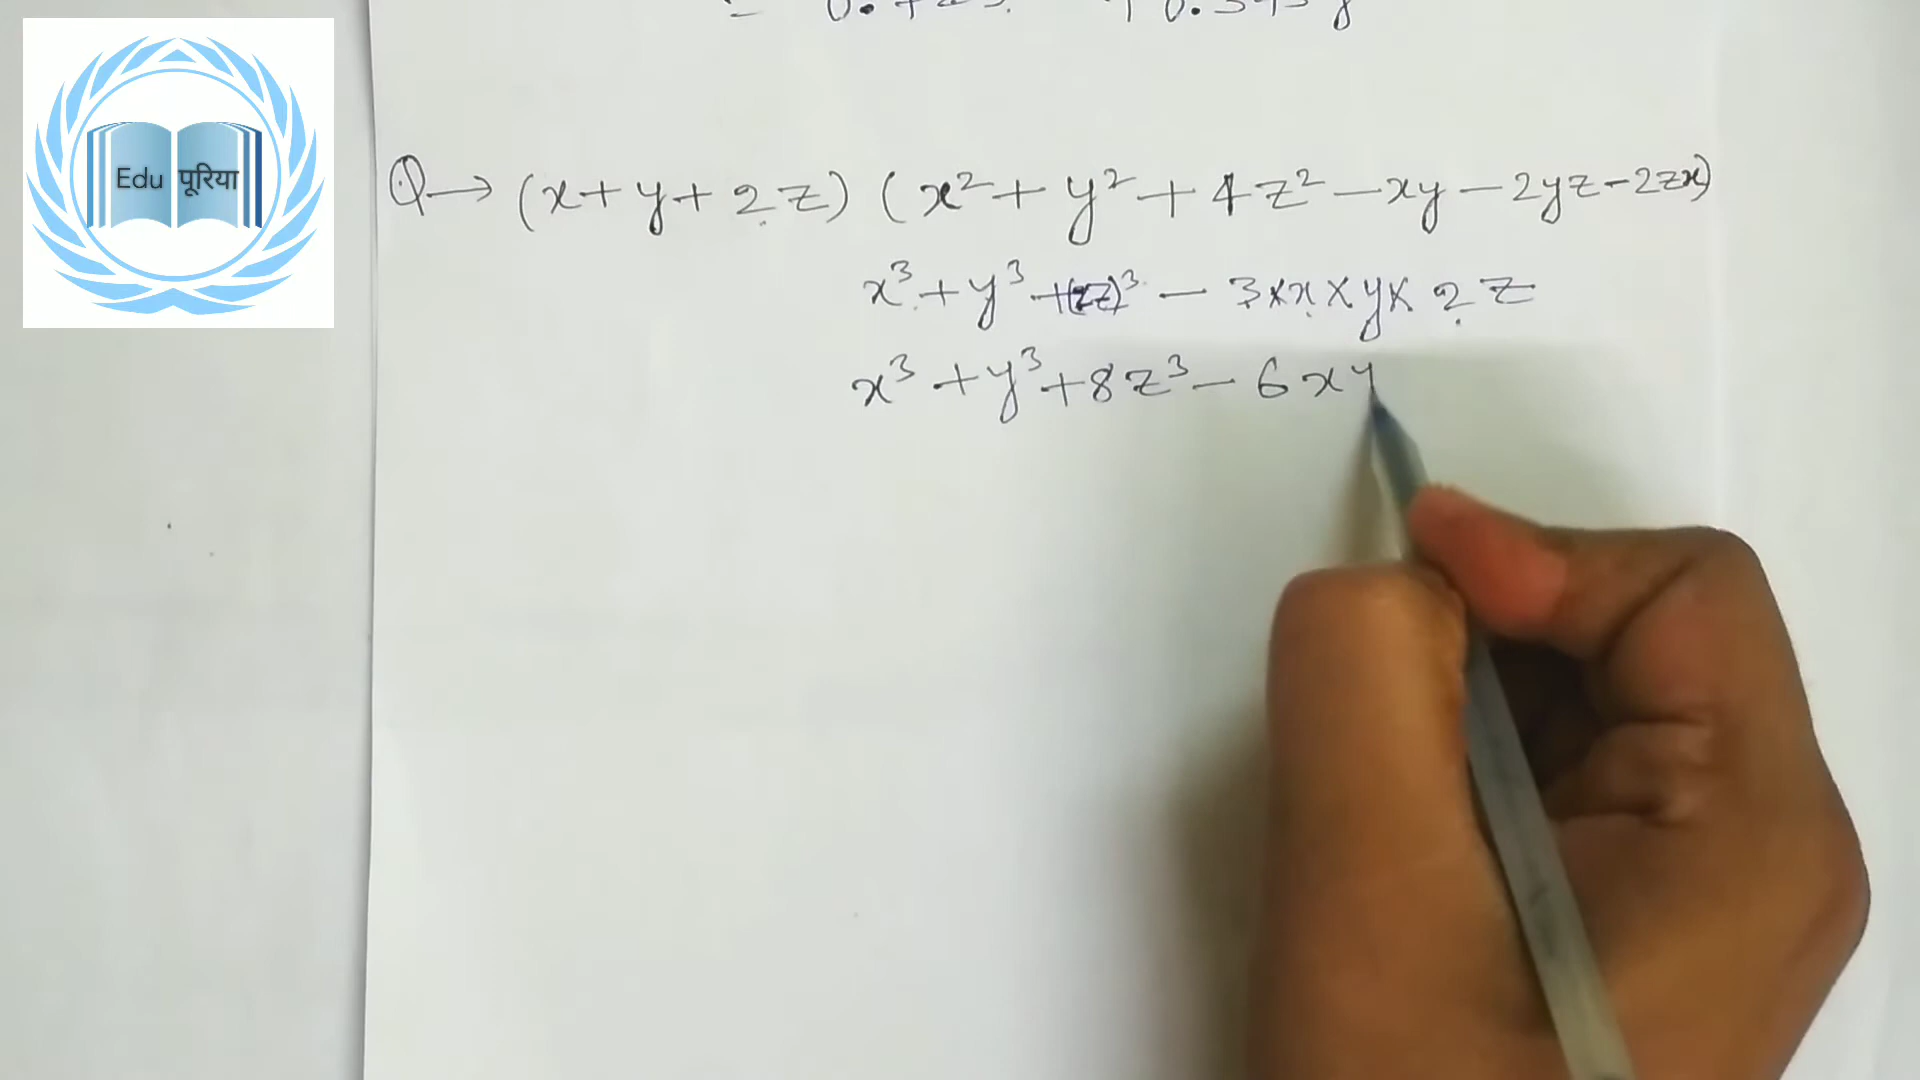 Edu पूरिया
Q→ (x+y+2z) (x²+y²+4z²-xy-2yz-2zx)
x³+y³+(2z)³-3×x×y×2z
x³+y³+8z³-6xy